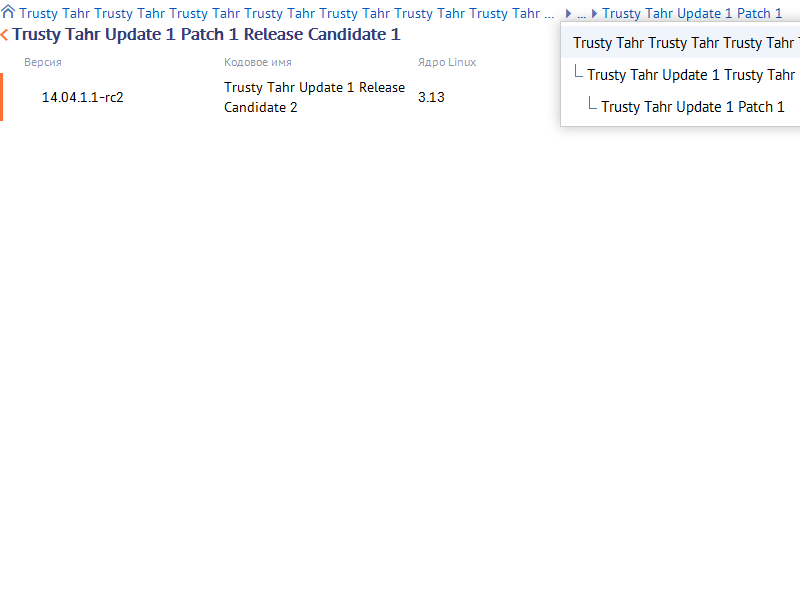 Trusty Tahr Trusty Tahr Trusty Tahr Trusty Tahr Trusty Tahr Trusty Tahr Trusty Tahr ... ... Trusty Tahr Update 1 Patch 1
Trusty Tahr Update 1 Patch 1 Release Candidate 1
Trusty Tahr Trusty Tahr Trusty Tahr
Версия Кодовое имя Ядро Linux
Trusty Tahr Update 1 Trusty Tahr
14.04.1.1-rc2 Trusty Tahr Update 1 Release Candidate 2 3.13
Trusty Tahr Update 1 Patch 1